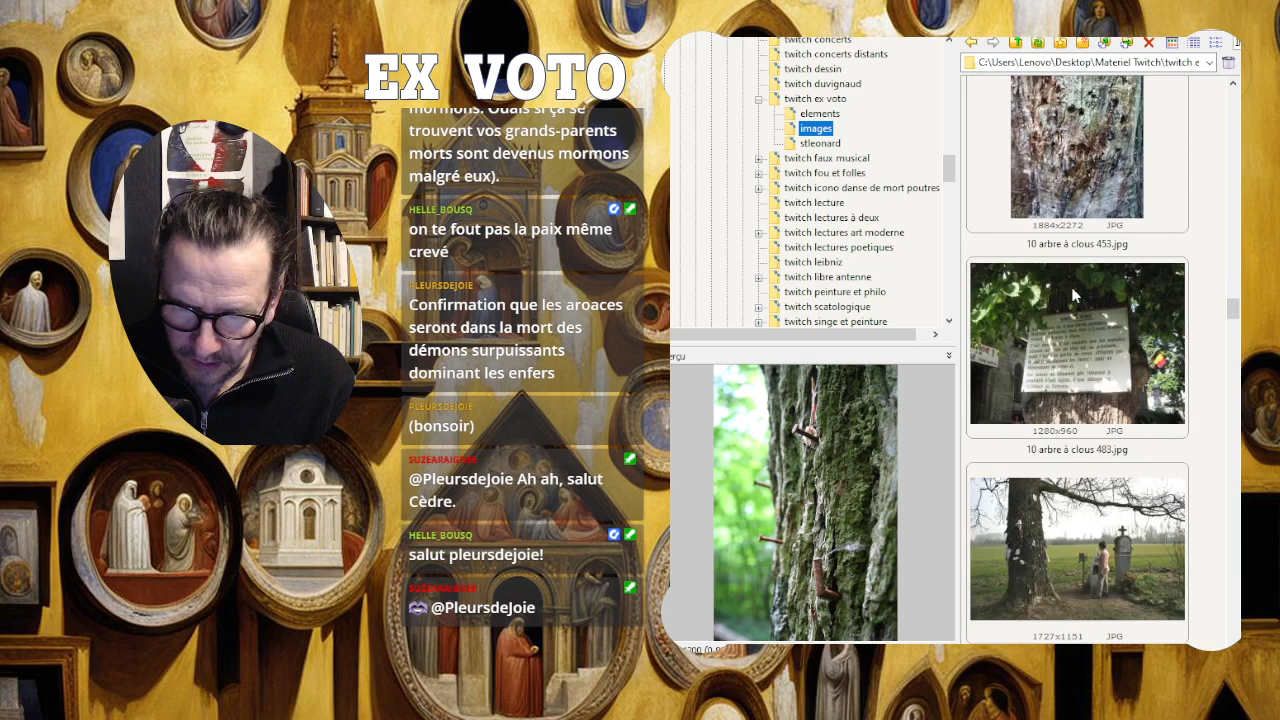 EX VOTO
mormons. Ouais si ça se
trouvent vos grands-parents
morts sont devenus mormons
malgré eux).
HELLE_BOUSQ
on te fout pas la paix même
crevé
PLEURSDEJOIE
Confirmation que les aroaces
seront dans la mort des
démons surpuissants
dominant les enfers
PLEURSDEJOIE
(bonsoir)
@PleursdeJoie Ah ah, salut
Cèdre.
HELLE_BOUSQ
salut pleursdejoie!
@PleursdeJoie
twitch concerts
twitch concerts distants
twitch dessin
twitch duvignaud
twitch ex voto
elements
images
stleonard
twitch faux musical
twitch fou et folles
twitch icono danse de mort poutres
twitch lecture
twitch lectures à deux
twitch lectures art moderne
twitch lectures poetiques
twitch leibniz
twitch libre antenne
twitch peinture et philo
twitch scatologique
twitch singe et peinture
erçu
C:\Users\Lenovo\Desktop\Materiel Twitch\twitch e
1884x2272 JPG
10 arbre à clous 453.jpg
1280x960 JPG
10 arbre à clous 483.jpg
1727x1151 JPG